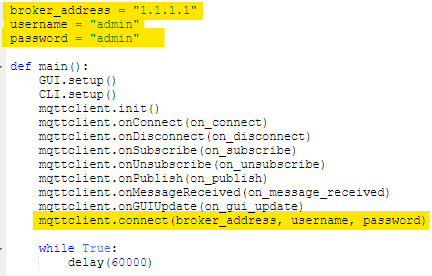 broker_address = "1.1.1.1"
username = "admin"
password = "admin"
def main():
    GUI.setup()
    CLI.setup()
    mqttclient.init()
    mqttclient.onConnect(on_connect)
    mqttclient.onDisconnect(on_disconnect)
    mqttclient.onSubscribe(on_subscribe)
    mqttclient.onUnsubscribe(on_unsubscribe)
    mqttclient.onPublish(on_publish)
    mqttclient.onMessageReceived(on_message_received)
    mqttclient.onGUIUpdate(on_gui_update)
    mqttclient.connect(broker_address, username, password)
    while True:
        delay(60000)